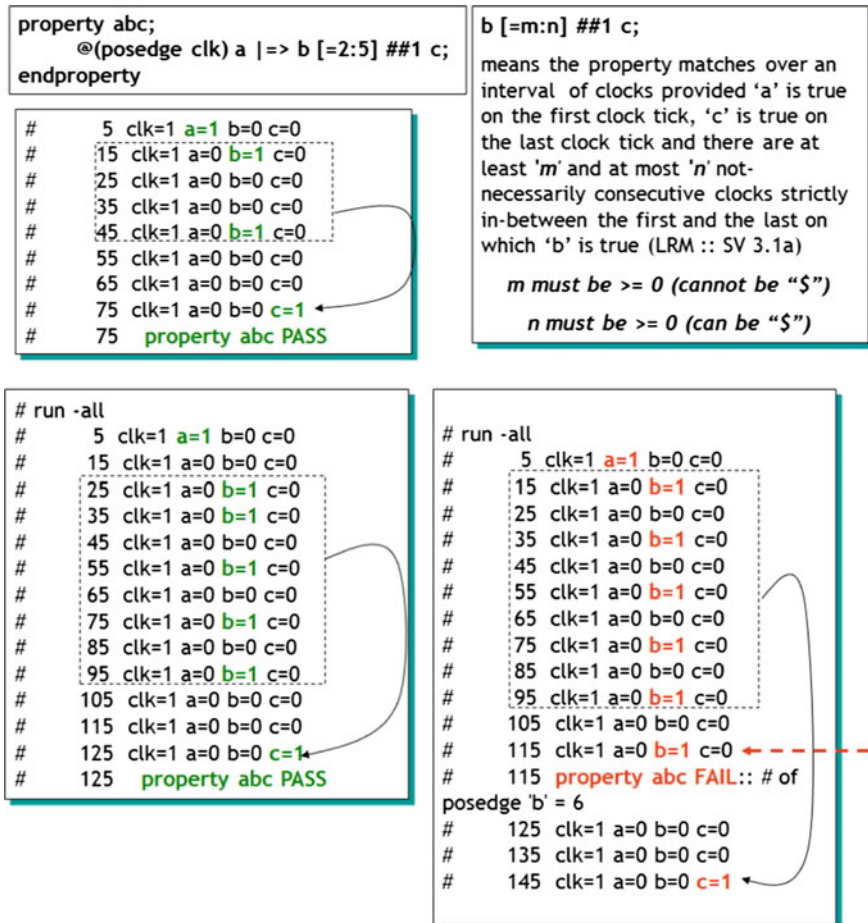 property abc;
@(posedge clk) a |=> b [=2:5] ##1 c;
endproperty
# 5 clk=1 a=1 b=0 c=0
# 15 clk=1 a=0 b=1 c=0
# 25 clk=1 a=0 b=0 c=0
# 35 clk=1 a=0 b=0 c=0
# 45 clk=1 a=0 b=1 c=0
# 55 clk=1 a=0 b=0 c=0
# 65 clk=1 a=0 b=0 c=0
# 75 clk=1 a=0 b=0 c=1
# 75 property abc PASS
b [=m:n] ##1 c;
means the property matches over an
interval of clocks provided ‘a’ is true
on the first clock tick, ‘c’ is true on
the last clock tick and there are at
least 'm' and at most 'n' not-
necessarily consecutive clocks strictly
in-between the first and the last on
which ‘b’ is true (LRM :: SV 3.1a)
m must be >= 0 (cannot be “$”)
n must be >= 0 (can be “$”)
# run -all
# 5 clk=1 a=1 b=0 c=0
# 15 clk=1 a=0 b=0 c=0
# 25 clk=1 a=0 b=1 c=0
# 35 clk=1 a=0 b=1 c=0
# 45 clk=1 a=0 b=0 c=0
# 55 clk=1 a=0 b=1 c=0
# 65 clk=1 a=0 b=0 c=0
# 75 clk=1 a=0 b=1 c=0
# 85 clk=1 a=0 b=0 c=0
# 95 clk=1 a=0 b=1 c=0
# 105 clk=1 a=0 b=0 c=0
# 115 clk=1 a=0 b=0 c=0
# 125 clk=1 a=0 b=0 c=1
# 125 property abc PASS
# run -all
# 5 clk=1 a=1 b=0 c=0
# 15 clk=1 a=0 b=1 c=0
# 25 clk=1 a=0 b=0 c=0
# 35 clk=1 a=0 b=1 c=0
# 45 clk=1 a=0 b=0 c=0
# 55 clk=1 a=0 b=1 c=0
# 65 clk=1 a=0 b=0 c=0
# 75 clk=1 a=0 b=1 c=0
# 85 clk=1 a=0 b=0 c=0
# 95 clk=1 a=0 b=1 c=0
# 105 clk=1 a=0 b=0 c=0
# 115 clk=1 a=0 b=1 c=0
# 115 property abc FAIL:: # of
posedge 'b' = 6
# 125 clk=1 a=0 b=0 c=0
# 135 clk=1 a=0 b=0 c=0
# 145 clk=1 a=0 b=0 c=1